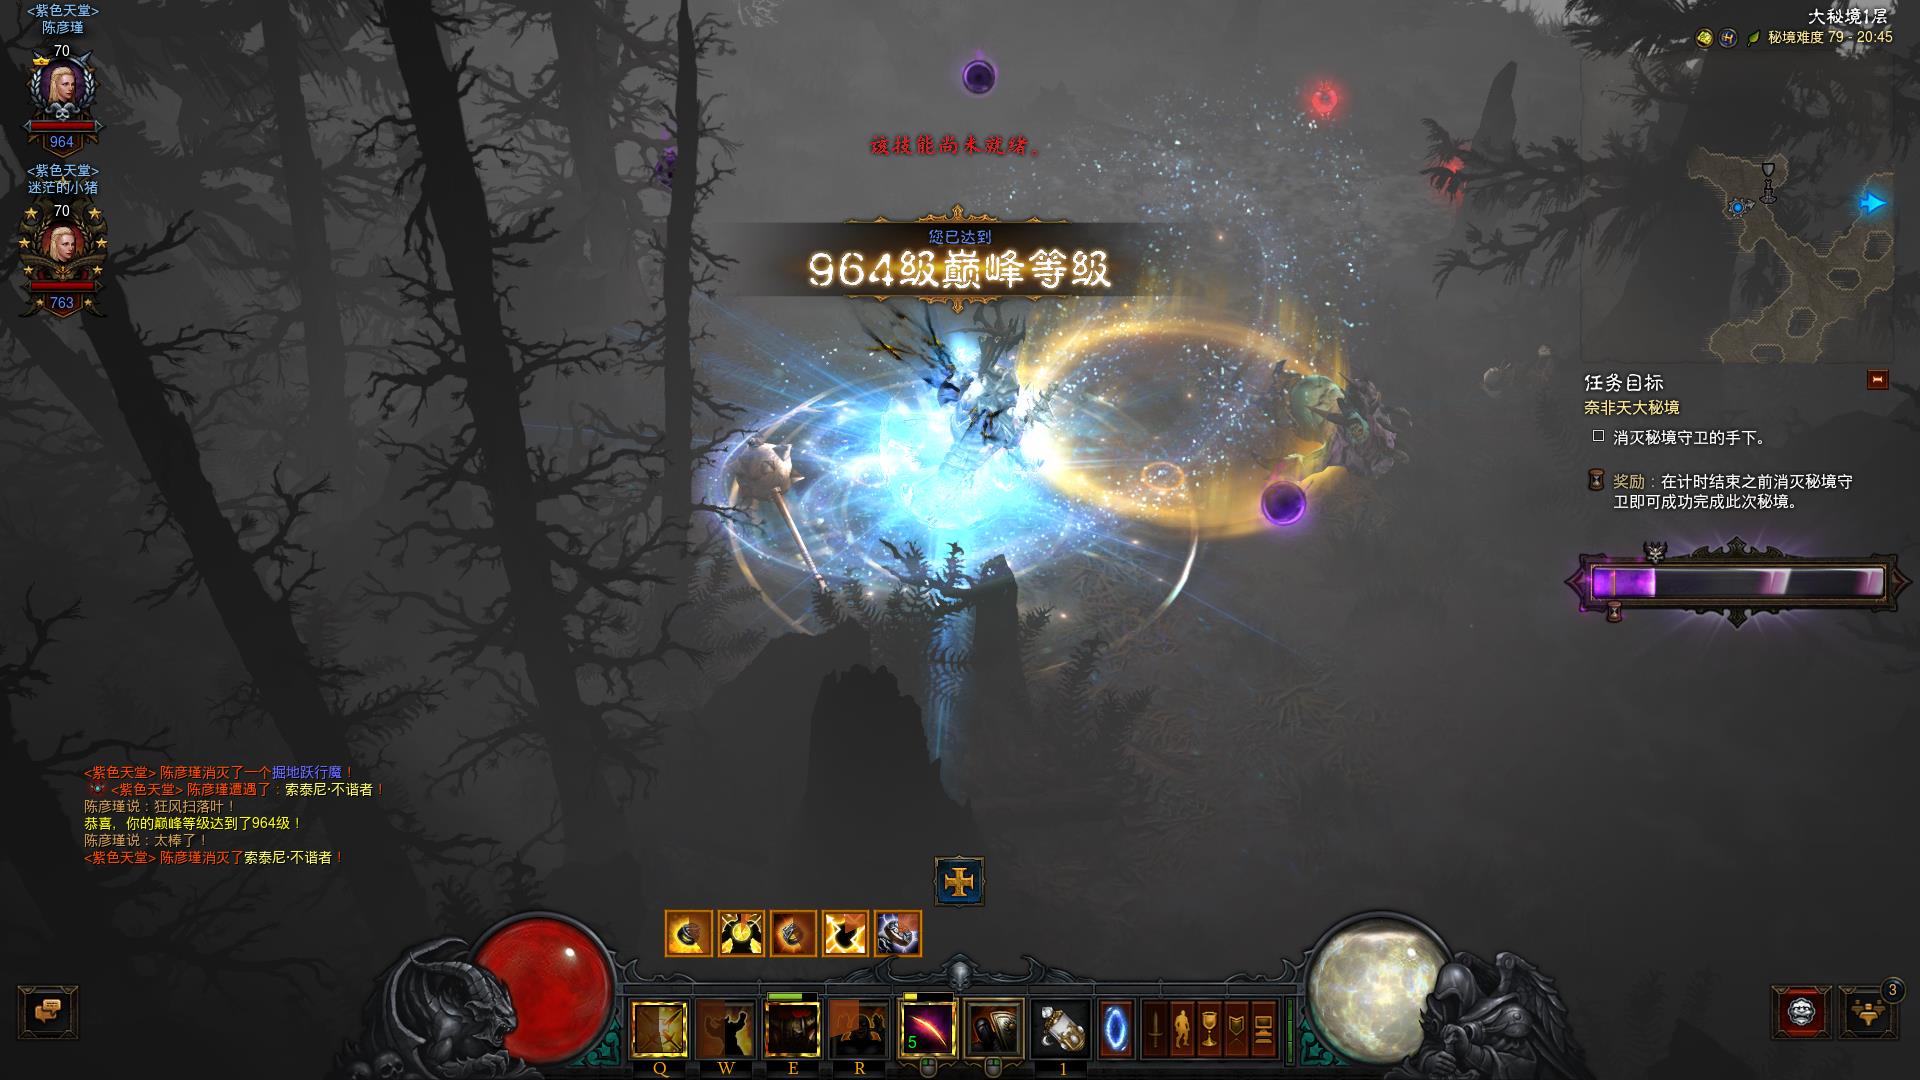 <紫色天堂>
陈彦瑾
70
964
<紫色天堂>
迷茫的小猪
70
763
大秘境1层
秘境难度 79 - 20:45
该技能尚未就绪。
您已达到
964级巅峰等级
任务目标
奈非天大秘境
消灭秘境守卫的手下。
奖励：在计时结束之前消灭秘境守
卫即可成功完成此次秘境。
<紫色天堂> 陈彦瑾消灭了一个掘地跃行魔！
<紫色天堂> 陈彦瑾遭遇了：索泰尼·不谐者！
陈彦瑾说：狂风扫落叶！
恭喜，你的巅峰等级达到了964级！
陈彦瑾说：太棒了！
<紫色天堂> 陈彦瑾消灭了索泰尼·不谐者！
5
Q W E R 1
3